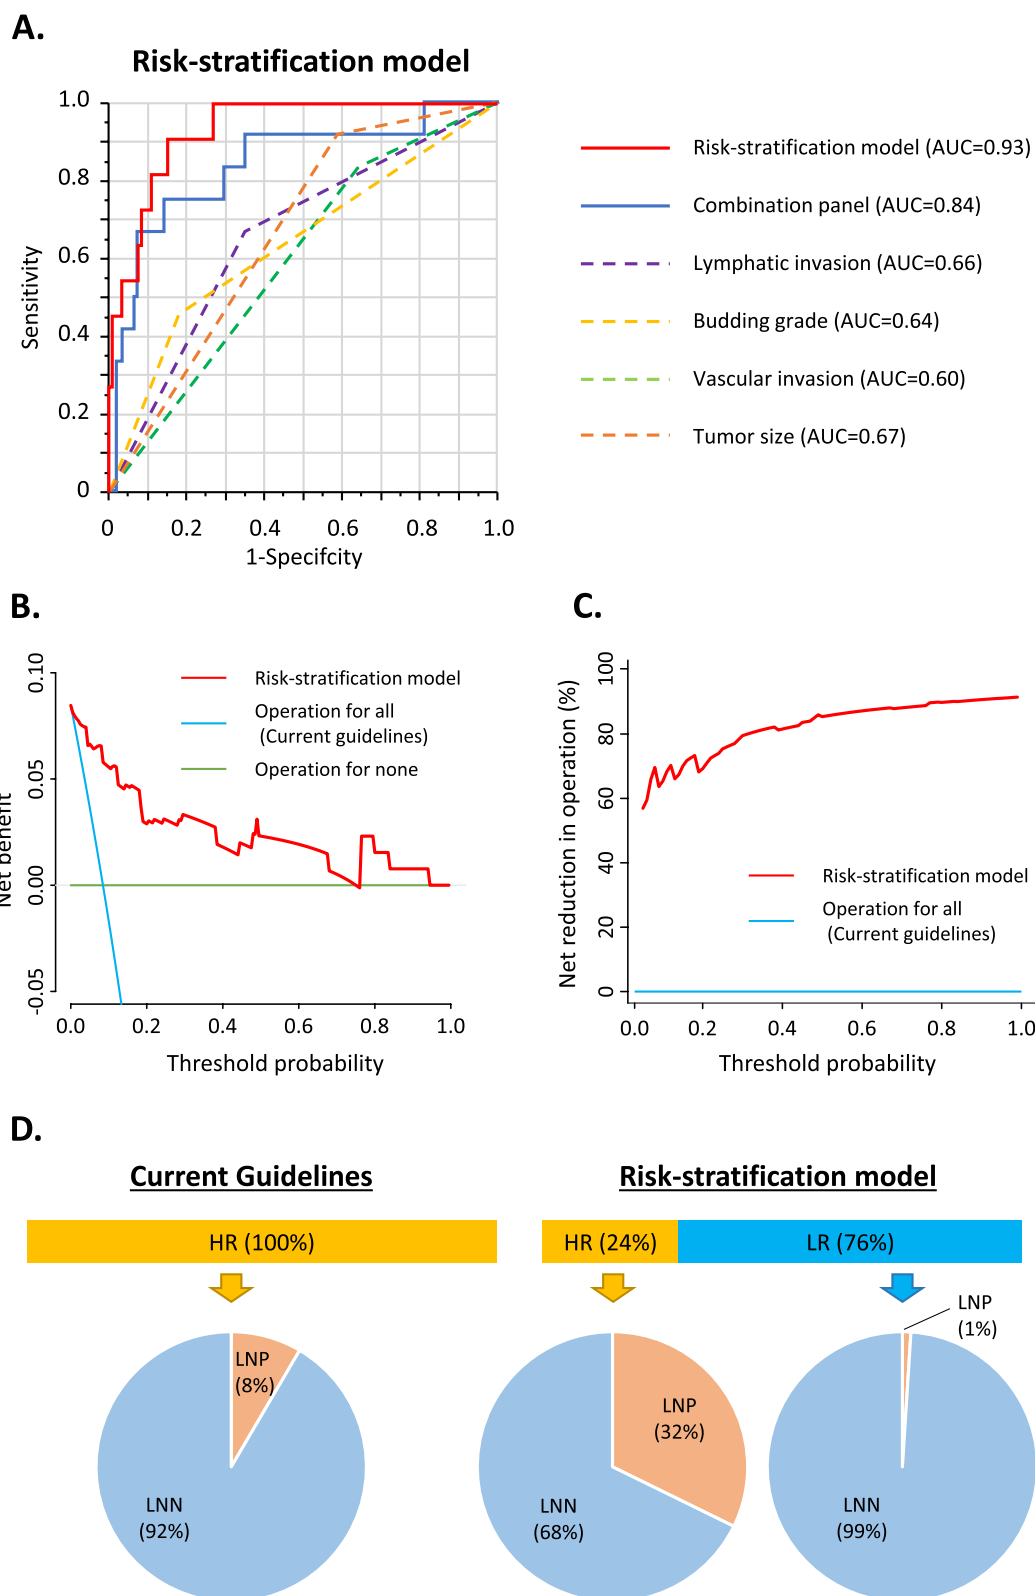 A.
Risk-stratification model
1.0
0.8
0.6
0.4
0.2
0
Sensitivity
0 0.2 0.4 0.6 0.8 1.0
1-Specifcity
Risk-stratification model (AUC=0.93)
Combination panel (AUC=0.84)
Lymphatic invasion (AUC=0.66)
Budding grade (AUC=0.64)
Vascular invasion (AUC=0.60)
Tumor size (AUC=0.67)
B.
0.10
0.05
0.00
-0.05
Net benefit
Risk-stratification model
Operation for all
(Current guidelines)
Operation for none
0.0 0.2 0.4 0.6 0.8 1.0
Threshold probability
C.
100
80
60
40
20
0
Net reduction in operation (%)
Risk-stratification model
Operation for all
(Current guidelines)
0.0 0.2 0.4 0.6 0.8 1.0
Threshold probability
D.
Current Guidelines
HR (100%)
LNP
(8%)
LNN
(92%)
Risk-stratification model
HR (24%) LR (76%)
LNP
(32%)
LNN
(68%)
LNP
(1%)
LNN
(99%)